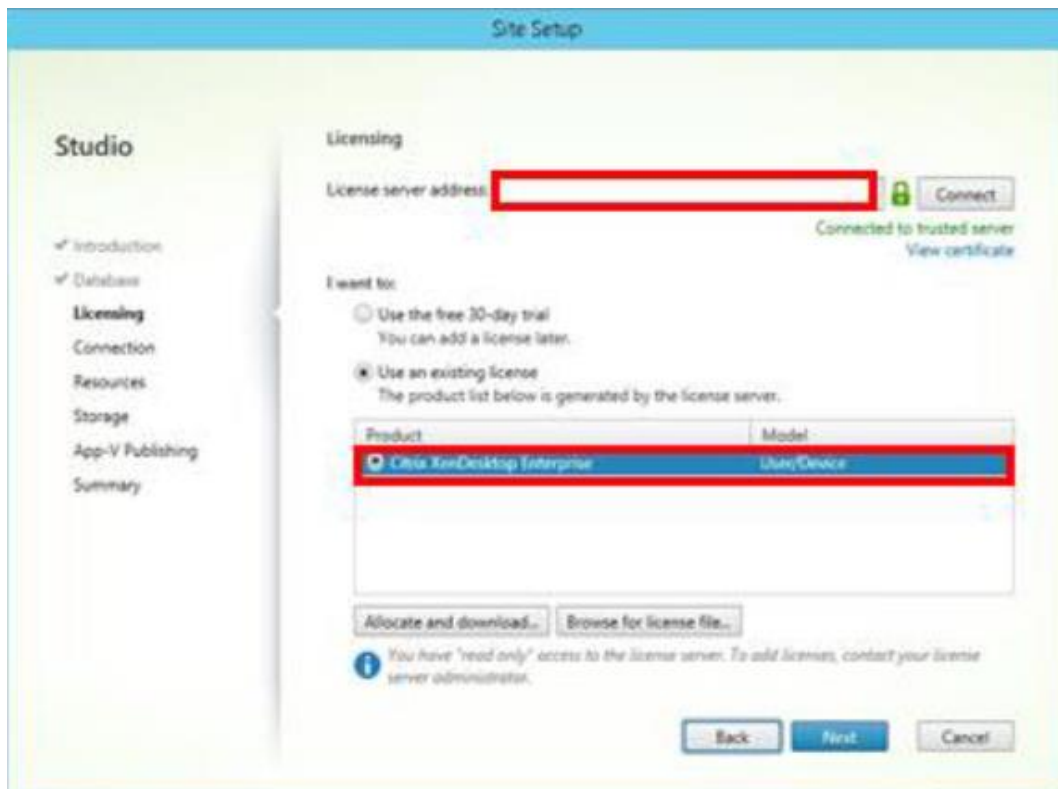 Site Setup
Studio
✔ Introduction
✔ Database
Licensing
Connection
Resources
Storage
App-V Publishing
Summary
Licensing
License server address:
Connect
Connected to trusted server
View certificate
I want to:
Use the free 30-day trial
You can add a license later.
Use an existing license
The product list below is generated by the license server.
Product Model
Citrix XenDesktop Enterprise User/Device
Allocate and download... Browse for license file...
You have "read only" access to the license server. To add licenses, contact your license
server administrator.
Back Next Cancel